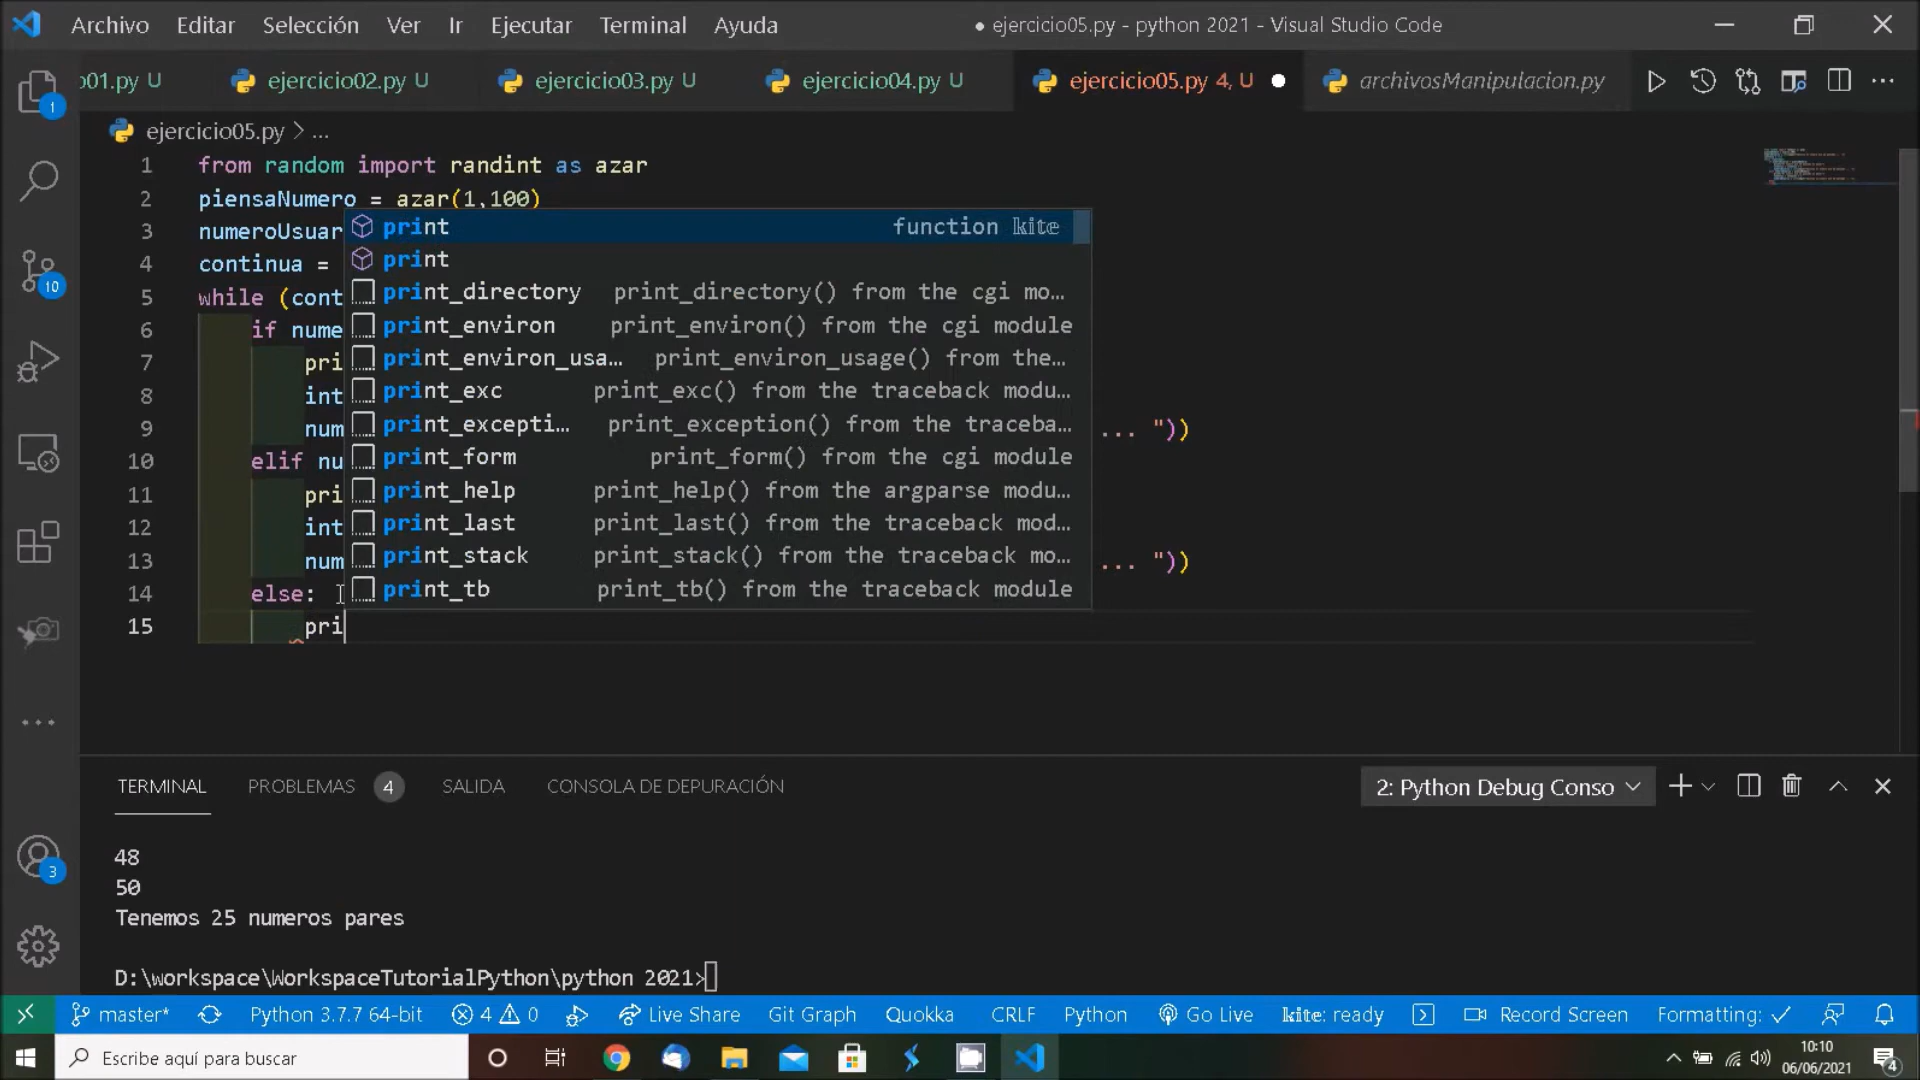 Archivo Editar Selección Ver Ir Ejecutar Terminal Ayuda ● ejercicio05.py - python 2021 - Visual Studio Code
o01.py U ejercicio02.py U ejercicio03.py U ejercicio04.py U ejercicio05.py 4, U archivosManipulacion.py
1
ejercicio05.py > ...
1 from random import randint as azar
2 piensaNumero = azar(1,100)
3 numeroUsuar
print function kite
4 continua =
print
5 while (cont
print_directory print_directory() from the cgi mo...
6 if nume
print_environ print_environ() from the cgi module
7 pri
print_environ_usa... print_environ_usage() from the...
8 int
print_exc print_exc() from the traceback modu...
9 num ... "))
print_excepti... print_exception() from the traceba...
10 elif nu
print_form print_form() from the cgi module
11 pri
print_help print_help() from the argparse modu...
12 int
print_last print_last() from the traceback mod...
13 num ... "))
print_stack print_stack() from the traceback mo...
14 else:
print_tb print_tb() from the traceback module
15 pri
10
3
TERMINAL PROBLEMAS 4 SALIDA CONSOLA DE DEPURACIÓN 2: Python Debug Conso
48
50
Tenemos 25 numeros pares
D:\workspace\WorkspaceTutorialPython\python 2021>
master* Python 3.7.7 64-bit 4 0 Live Share Git Graph Quokka CRLF Python Go Live kite: ready Record Screen Formatting: ✓
Escribe aquí para buscar
10:10
06/06/2021
4